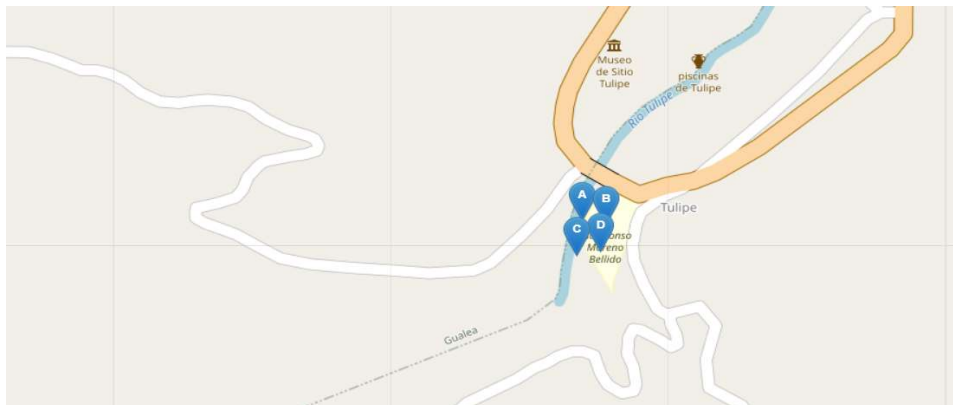 Museo
de Sitio
Tulipe
piscinas
de Tulipe
Río Tulipe
A
B
Tulipe
C
D
Moreno
Bellido
Gualea